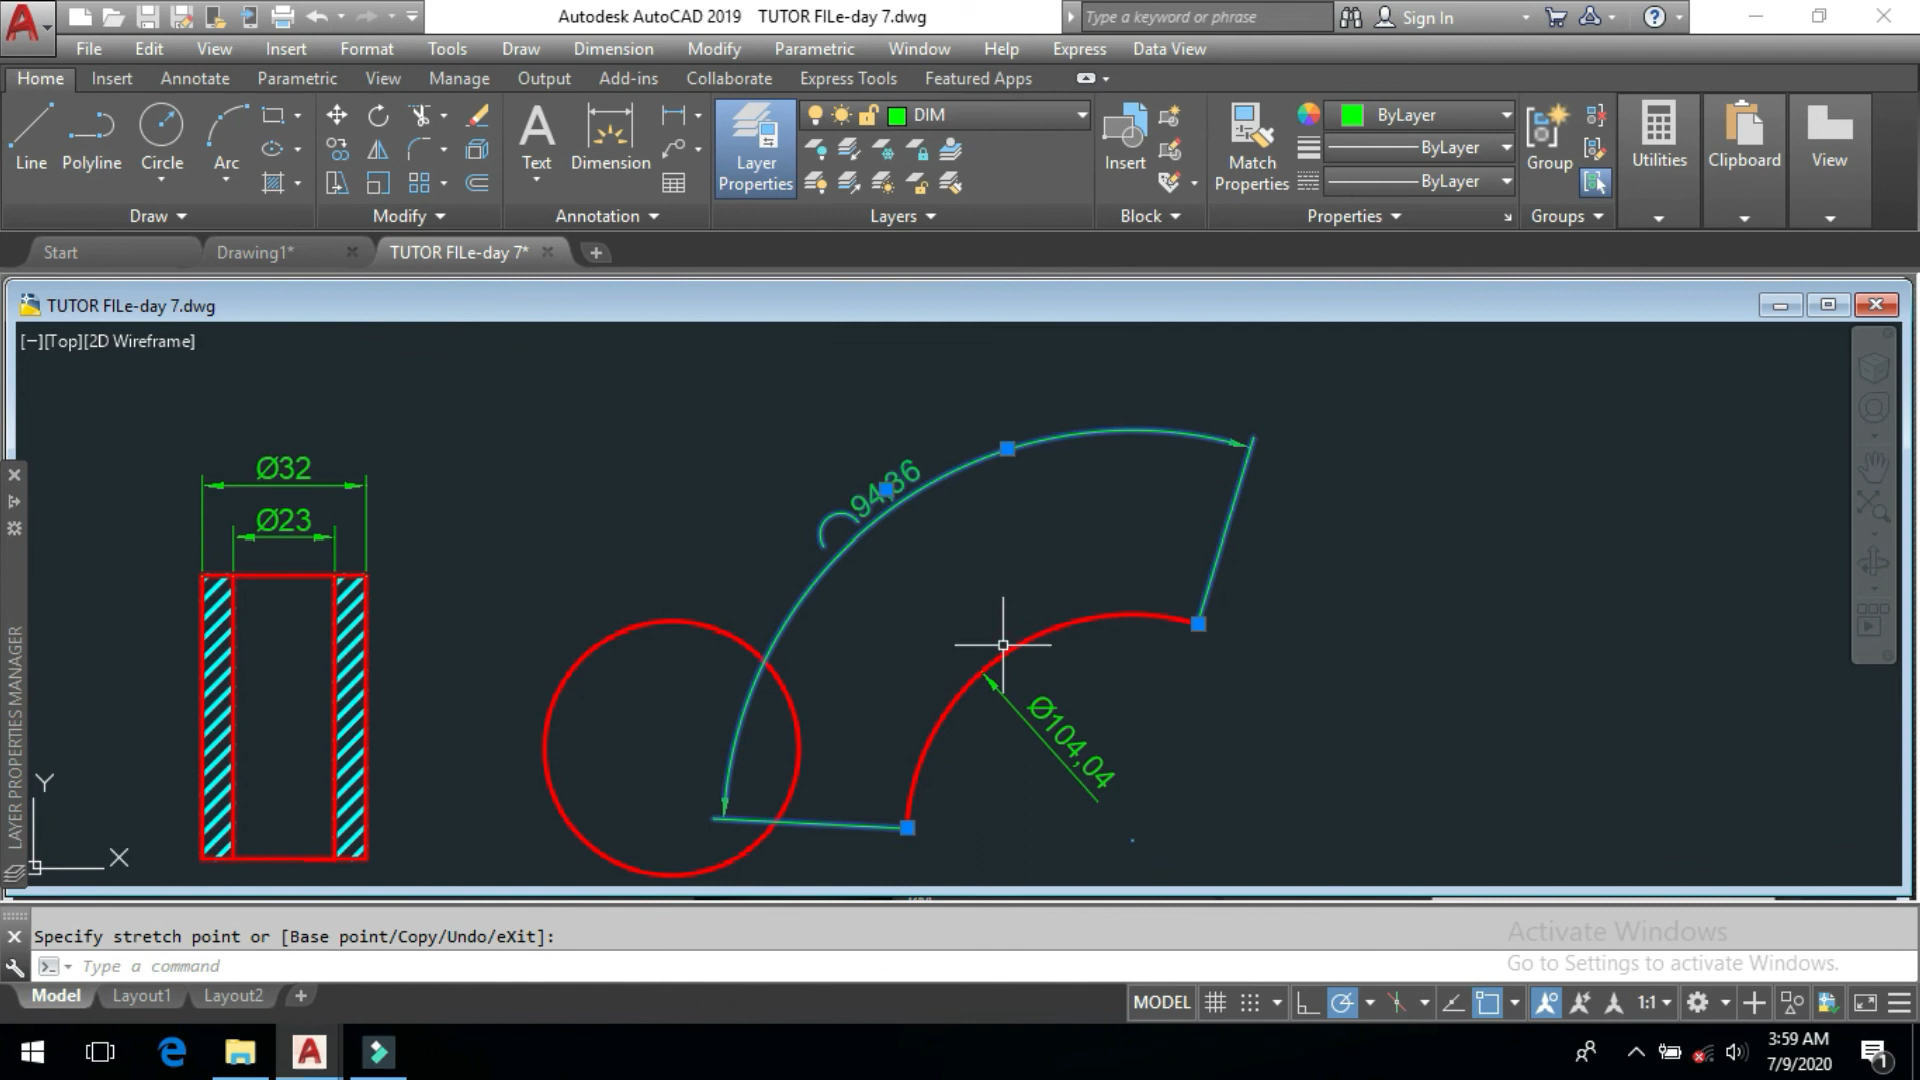 Autodesk AutoCAD 2019 TUTOR FILe-day 7.dwg
Type a keyword or phrase
Sign In
File Edit View Insert Format Tools Draw Dimension Modify Parametric Window Help Express Data View
Home Insert Annotate Parametric View Manage Output Add-ins Collaborate Express Tools Featured Apps
Line Polyline Circle Arc
Text Dimension
Layer Properties
DIM
Insert
Match Properties
ByLayer
ByLayer
ByLayer
Group
Utilities Clipboard View
Draw Modify Annotation Layers Block Properties Groups
Start Drawing1* TUTOR FILe-day 7*
TUTOR FILe-day 7.dwg
[−][Top][2D Wireframe]
Ø32
Ø23
94,36
Ø104,04
LAYER PROPERTIES MANAGER
Y
X
Specify stretch point or [Base point/Copy/Undo/eXit]:
Type a command
Activate Windows
Go to Settings to activate Windows.
Model Layout1 Layout2
MODEL
1:1
3:59 AM
7/9/2020
1